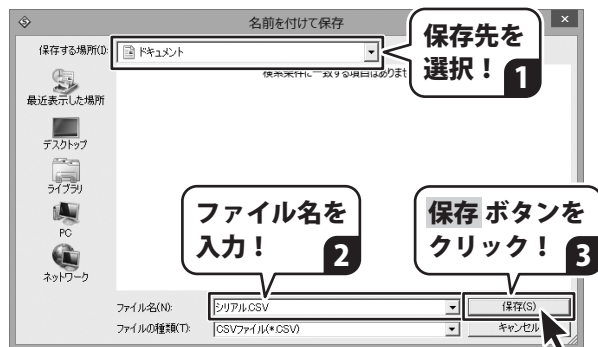 名前を付けて保存
×
保存する場所(I):
ドキュメント
保存先を
選択！
1
検索条件に一致する項目はありませ
最近表示した場所
デスクトップ
ライブラリ
PC
ネットワーク
ファイル名を
入力！
2
保存 ボタンを
クリック！
3
ファイル名(N):
シリアル.CSV
保存(S)
ファイルの種類(T):
CSVファイル(*.CSV)
キャンセル